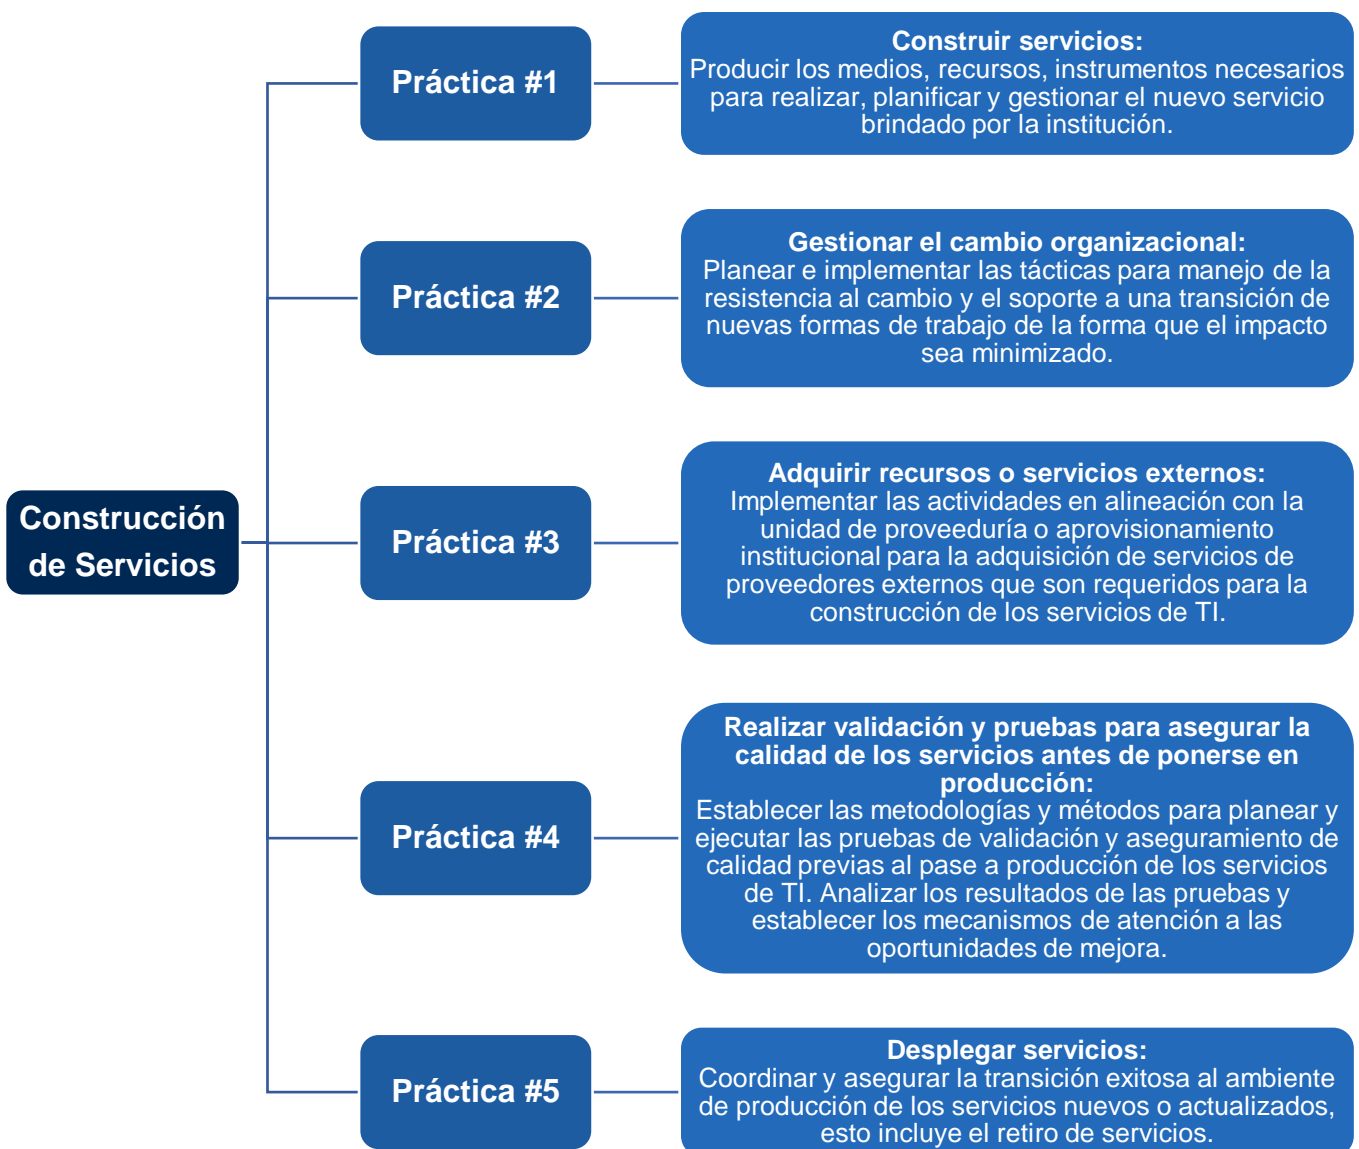 Construcción
de Servicios
Práctica #1
Construir servicios:
Producir los medios, recursos, instrumentos necesarios
para realizar, planificar y gestionar el nuevo servicio
brindado por la institución.
Práctica #2
Gestionar el cambio organizacional:
Planear e implementar las tácticas para manejo de la
resistencia al cambio y el soporte a una transición de
nuevas formas de trabajo de la forma que el impacto
sea minimizado.
Práctica #3
Adquirir recursos o servicios externos:
Implementar las actividades en alineación con la
unidad de proveeduría o aprovisionamiento
institucional para la adquisición de servicios de
proveedores externos que son requeridos para la
construcción de los servicios de TI.
Práctica #4
Realizar validación y pruebas para asegurar la
calidad de los servicios antes de ponerse en
producción:
Establecer las metodologías y métodos para planear y
ejecutar las pruebas de validación y aseguramiento de
calidad previas al pase a producción de los servicios
de TI. Analizar los resultados de las pruebas y
establecer los mecanismos de atención a las
oportunidades de mejora.
Práctica #5
Desplegar servicios:
Coordinar y asegurar la transición exitosa al ambiente
de producción de los servicios nuevos o actualizados,
esto incluye el retiro de servicios.